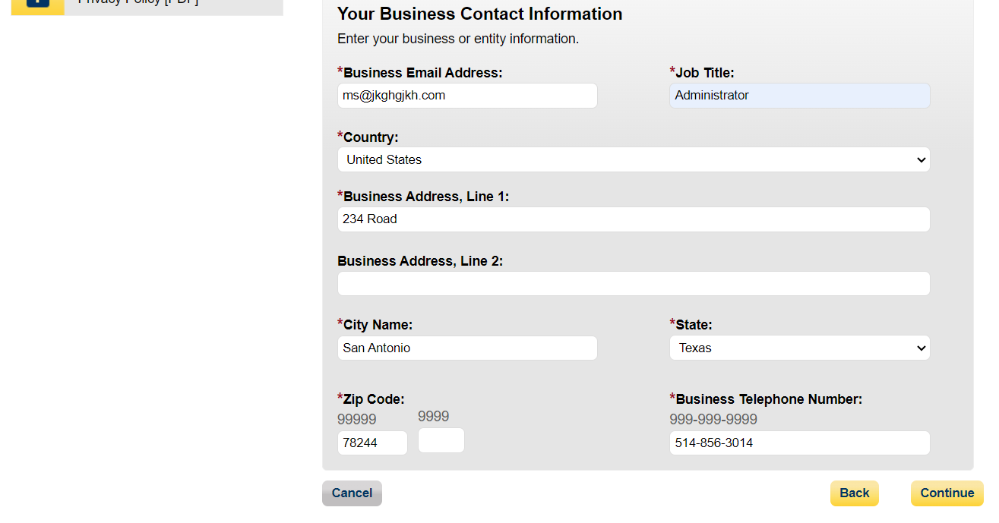 Privacy Policy [PDF]
Your Business Contact Information
Enter your business or entity information.
*Business Email Address:
*Job Title:
ms@jkghgjkh.com
Administrator
*Country:
United States
*Business Address, Line 1:
234 Road
Business Address, Line 2:
*City Name:
*State:
San Antonio
Texas
*Zip Code:
*Business Telephone Number:
99999
9999
999-999-9999
78244
514-856-3014
Cancel
Back
Continue